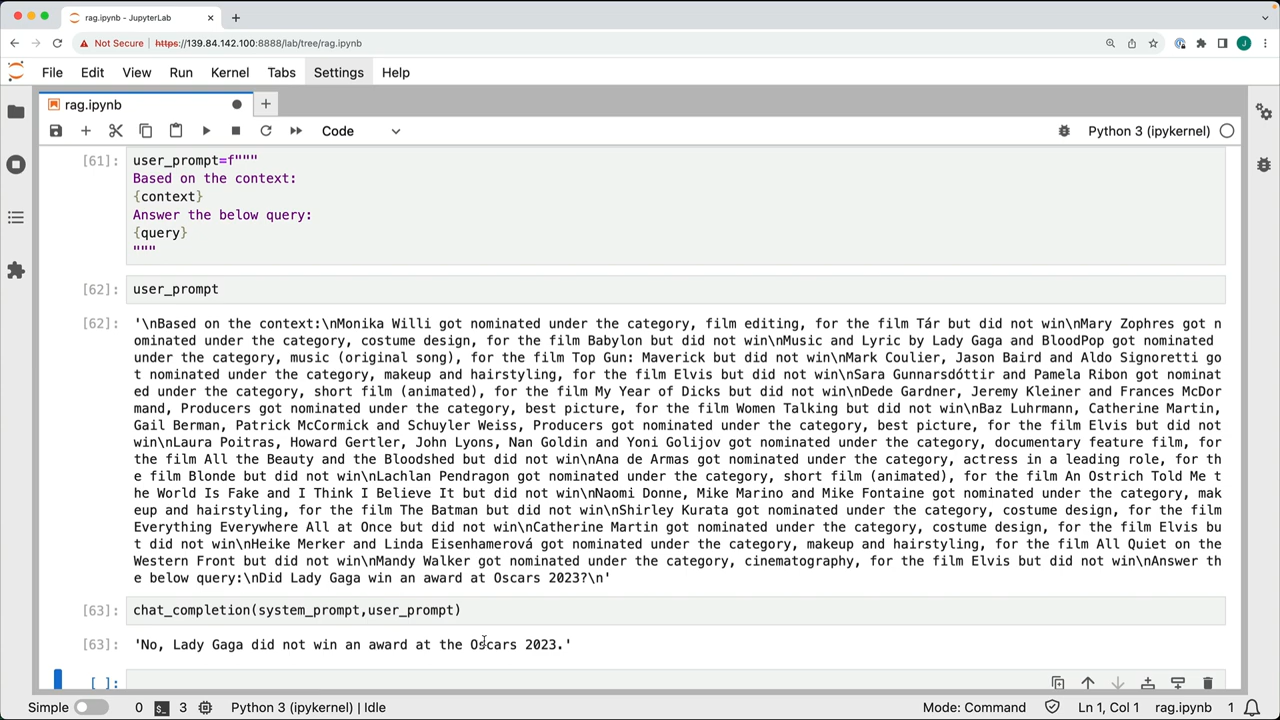 rag.ipynb - JupyterLab
Not Secure
https://139.84.142.100:8888/lab/tree/rag.ipynb
J
File Edit View Run Kernel Tabs Settings Help
rag.ipynb
Code
Python 3 (ipykernel)
[61]:
user_prompt=f"""
Based on the context:
{context}
Answer the below query:
{query}
"""
[62]:
user_prompt
[62]:
'\nBased on the context:\nMonika Willi got nominated under the category, film editing, for the film Tár but did not win\nMary Zophres got n
ominated under the category, costume design, for the film Babylon but did not win\nMusic and Lyric by Lady Gaga and BloodPop got nominated
under the category, music (original song), for the film Top Gun: Maverick but did not win\nMark Coulier, Jason Baird and Aldo Signoretti go
t nominated under the category, makeup and hairstyling, for the film Elvis but did not win\nSara Gunnarsdóttir and Pamela Ribon got nominat
ed under the category, short film (animated), for the film My Year of Dicks but did not win\nDede Gardner, Jeremy Kleiner and Frances McDor
mand, Producers got nominated under the category, best picture, for the film Women Talking but did not win\nBaz Luhrmann, Catherine Martin,
Gail Berman, Patrick McCormick and Schuyler Weiss, Producers got nominated under the category, best picture, for the film Elvis but did not
win\nLaura Poitras, Howard Gertler, John Lyons, Nan Goldin and Yoni Golijov got nominated under the category, documentary feature film, for
the film All the Beauty and the Bloodshed but did not win\nAna de Armas got nominated under the category, actress in a leading role, for th
e film Blonde but did not win\nLachlan Pendragon got nominated under the category, short film (animated), for the film An Ostrich Told Me t
he World Is Fake and I Think I Believe It but did not win\nNaomi Donne, Mike Marino and Mike Fontaine got nominated under the category, mak
eup and hairstyling, for the film The Batman but did not win\nShirley Kurata got nominated under the category, costume design, for the film
Everything Everywhere All at Once but did not win\nCatherine Martin got nominated under the category, costume design, for the film Elvis bu
t did not win\nHeike Merker and Linda Eisenhamerová got nominated under the category, makeup and hairstyling, for the film All Quiet on the
Western Front but did not win\nMandy Walker got nominated under the category, cinematography, for the film Elvis but did not win\nAnswer th
e below query:\nDid Lady Gaga win an award at Oscars 2023?\n'
[63]:
chat_completion(system_prompt,user_prompt)
[63]:
'No, Lady Gaga did not win an award at the Oscars 2023.'
[ ]:
Simple 0 3 Python 3 (ipykernel) | Idle Mode: Command Ln 1, Col 1 rag.ipynb 1